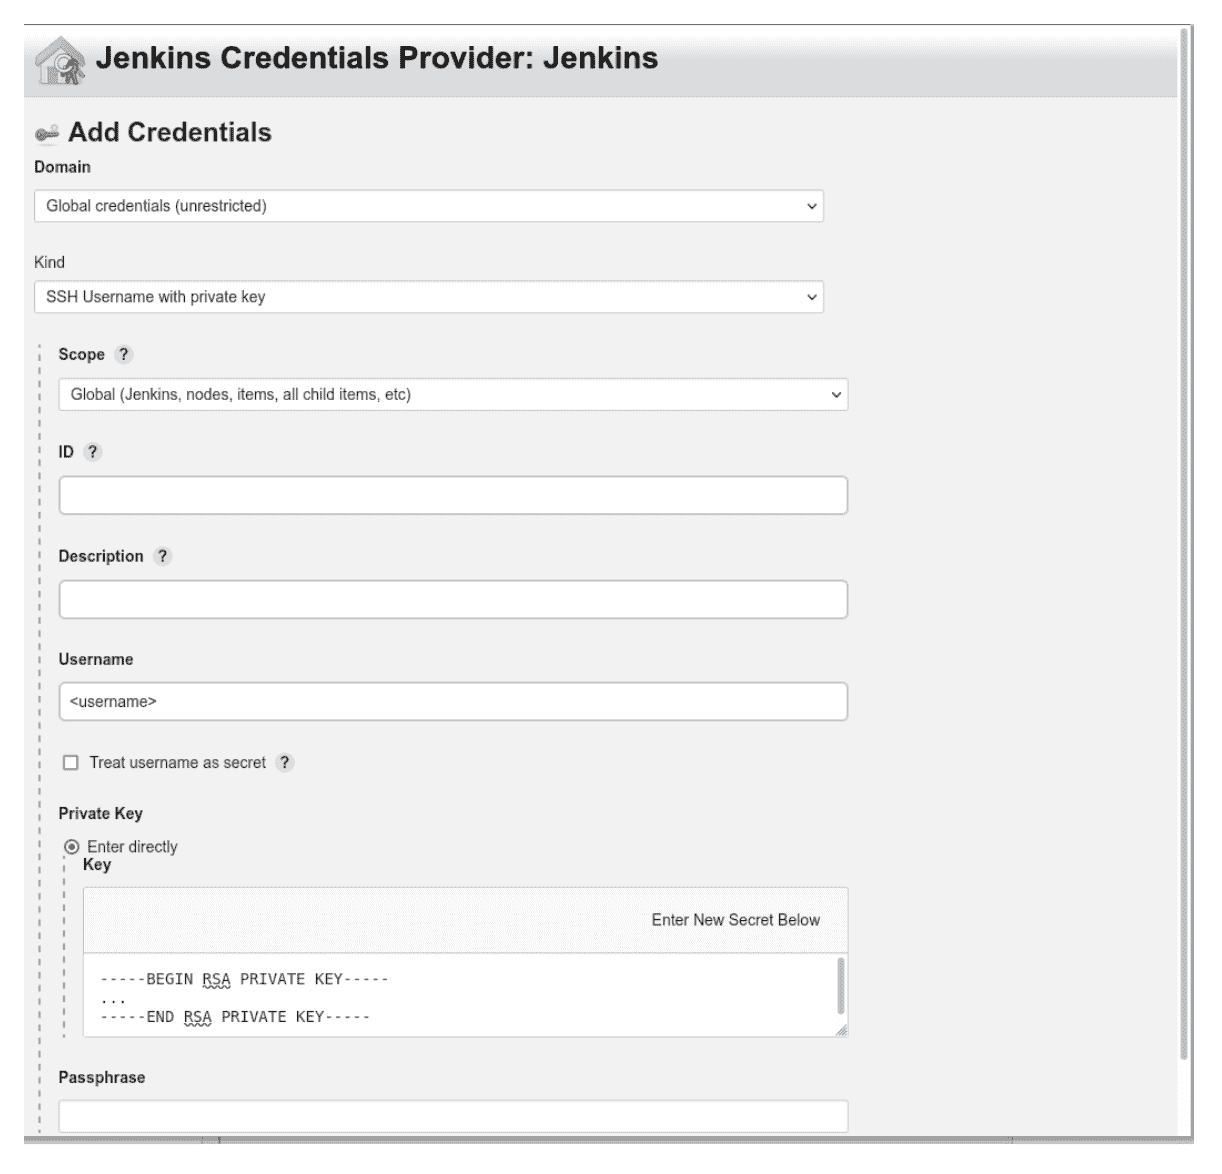 Jenkins Credentials Provider: Jenkins
Add Credentials
Domain
Global credentials (unrestricted)
Kind
SSH Username with private key
Scope ?
Global (Jenkins, nodes, items, all child items, etc)
ID ?
Description ?
Username
<username>
Treat username as secret ?
Private Key
Enter directly
Key
Enter New Secret Below
-----BEGIN RSA PRIVATE KEY-----
...
-----END RSA PRIVATE KEY-----
Passphrase